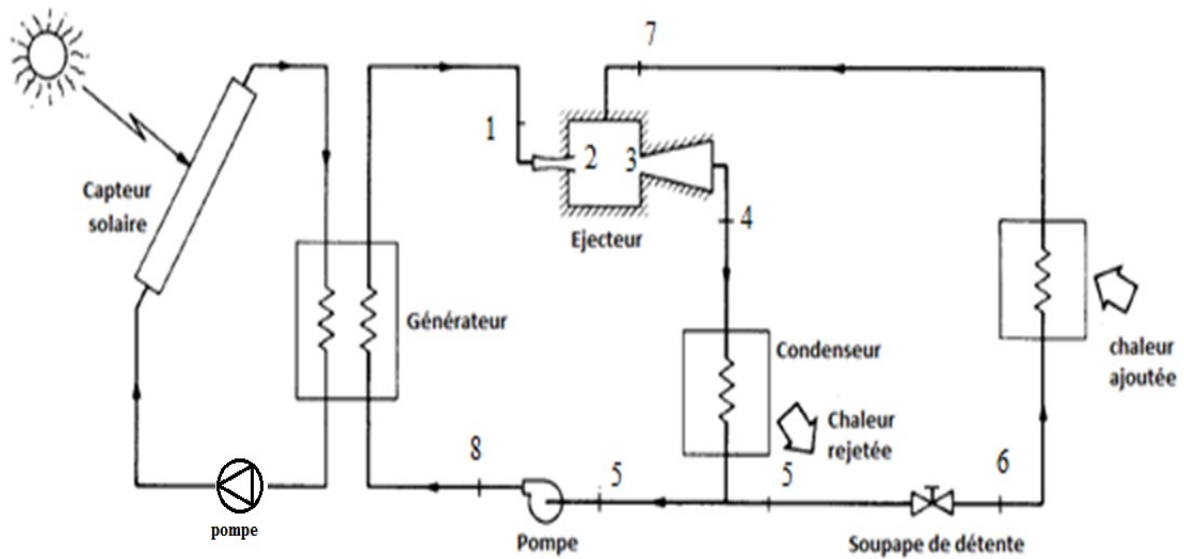 7
1
2
3
Capteur
solaire
Ejecteur
4
Générateur
Condenseur
chaleur
ajoutée
Chaleur
rejetée
8
5
5
6
pompe
Pompe
Soupape de détente